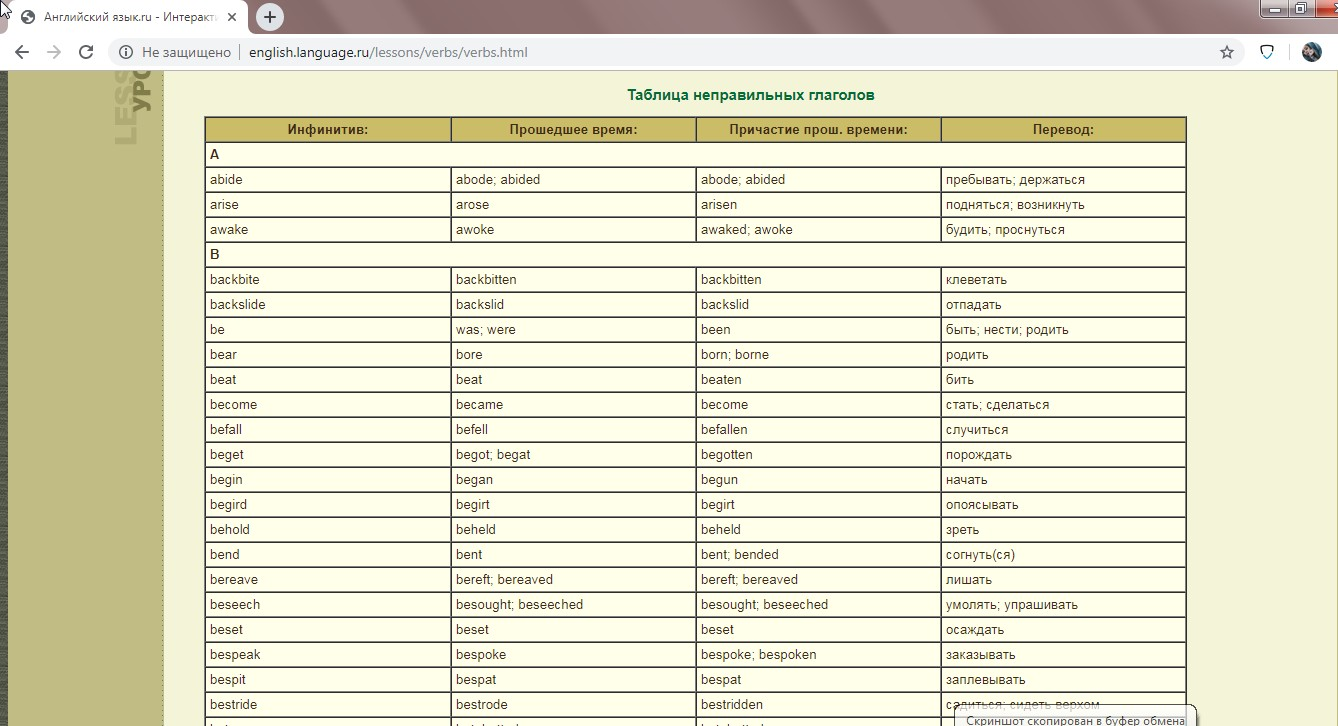 Английский язык.ru - Интеракти
Не защищено english.language.ru/lessons/verbs/verbs.html
LESS
УРО
Таблица неправильных глаголов
Инфинитив: Прошедшее время: Причастие прош. времени: Перевод:
A
abide abode; abided abode; abided пребывать; держаться
arise arose arisen подняться; возникнуть
awake awoke awaked; awoke будить; проснуться
B
backbite backbitten backbitten клеветать
backslide backslid backslid отпадать
be was; were been быть; нести; родить
bear bore born; borne родить
beat beat beaten бить
become became become стать; сделаться
befall befell befallen случиться
beget begot; begat begotten порождать
begin began begun начать
begird begirt begirt опоясывать
behold beheld beheld зреть
bend bent bent; bended согнуть(ся)
bereave bereft; bereaved bereft; bereaved лишать
beseech besought; beseeched besought; beseeched умолять; упрашивать
beset beset beset осаждать
bespeak bespoke bespoke; bespoken заказывать
bespit bespat bespat заплевывать
bestride bestrode bestridden садиться; сидеть верхом
Скриншот скопирован в буфер обмена